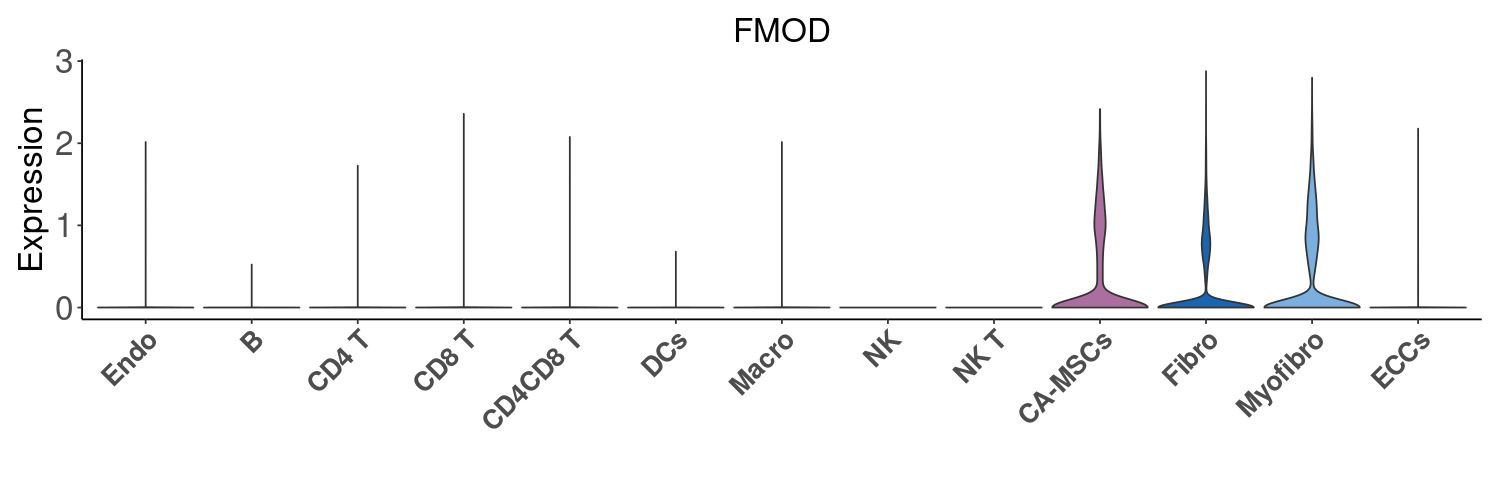 FMOD
Expression
3
2
1
0
Endo
B
CD4 T
CD8 T
CD4CD8 T
DCs
Macro
NK
NK T
CA-MSCs
Fibro
Myofibro
ECCs